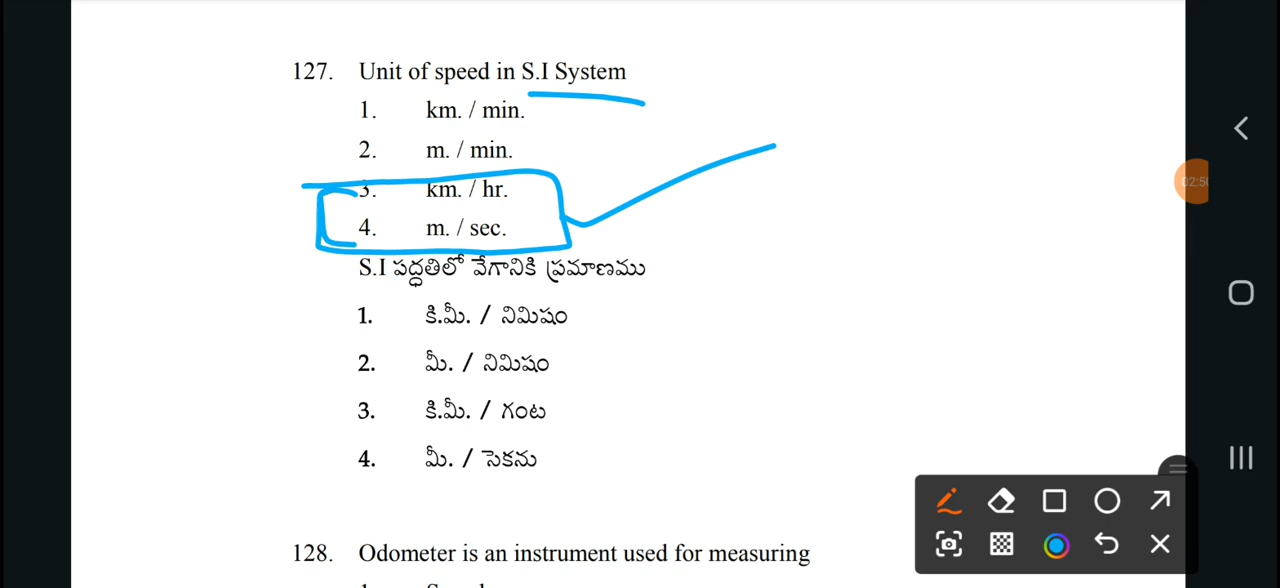 127. Unit of speed in S.I System
1. km. / min.
2. m. / min.
3. km. / hr.
4. m. / sec.
S.I పద్ధతిలో వేగానికి ప్రమాణము
1. కి.మీ. / నిమిషం
2. మీ. / నిమిషం
3. కి.మీ. / గంట
4. మీ. / సెకను
128. Odometer is an instrument used for measuring